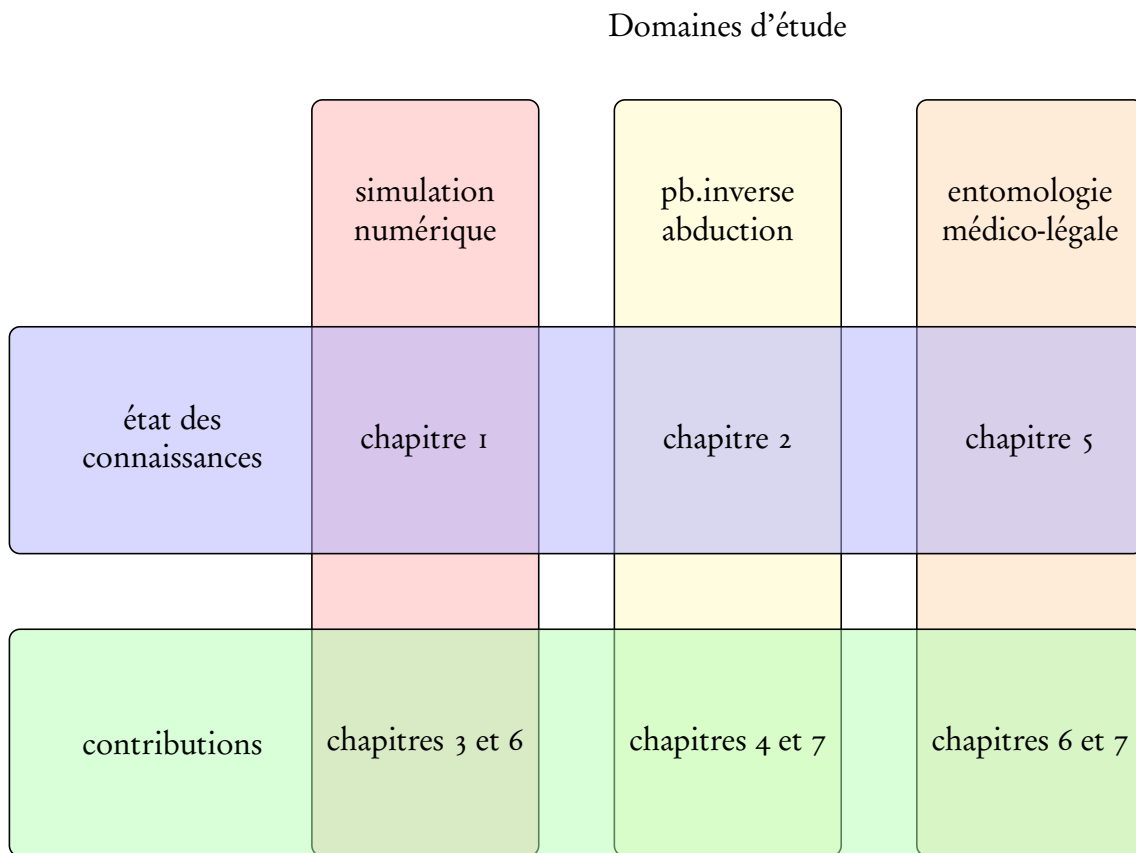 Domaines d’étude
simulation
numérique
pb.inverse
abduction
entomologie
médico-légale
état des
connaissances
chapitre 1
chapitre 2
chapitre 5
contributions
chapitres 3 et 6
chapitres 4 et 7
chapitres 6 et 7